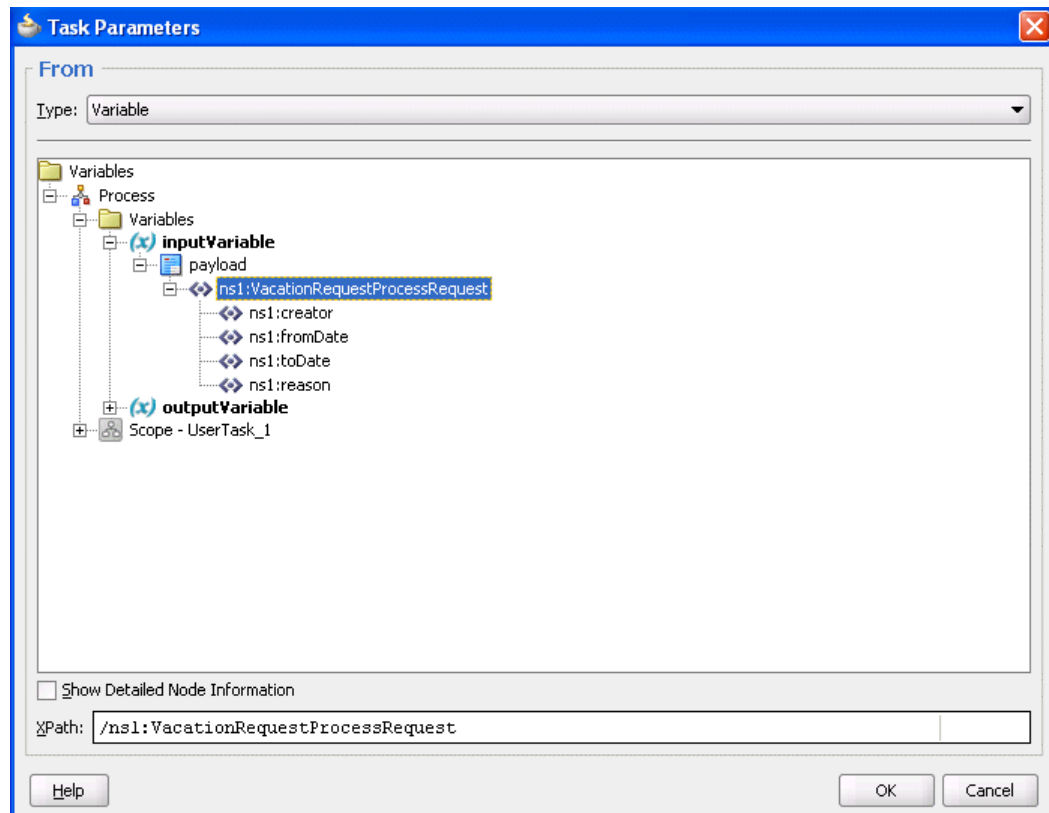 Task Parameters
From
Type: Variable
Variables
Process
Variables
(x) inputVariable
payload
ns1:VacationRequestProcessRequest
ns1:creator
ns1:fromDate
ns1:toDate
ns1:reason
(x) outputVariable
Scope - UserTask_1
Show Detailed Node Information
XPath: /ns1:VacationRequestProcessRequest
Help OK Cancel